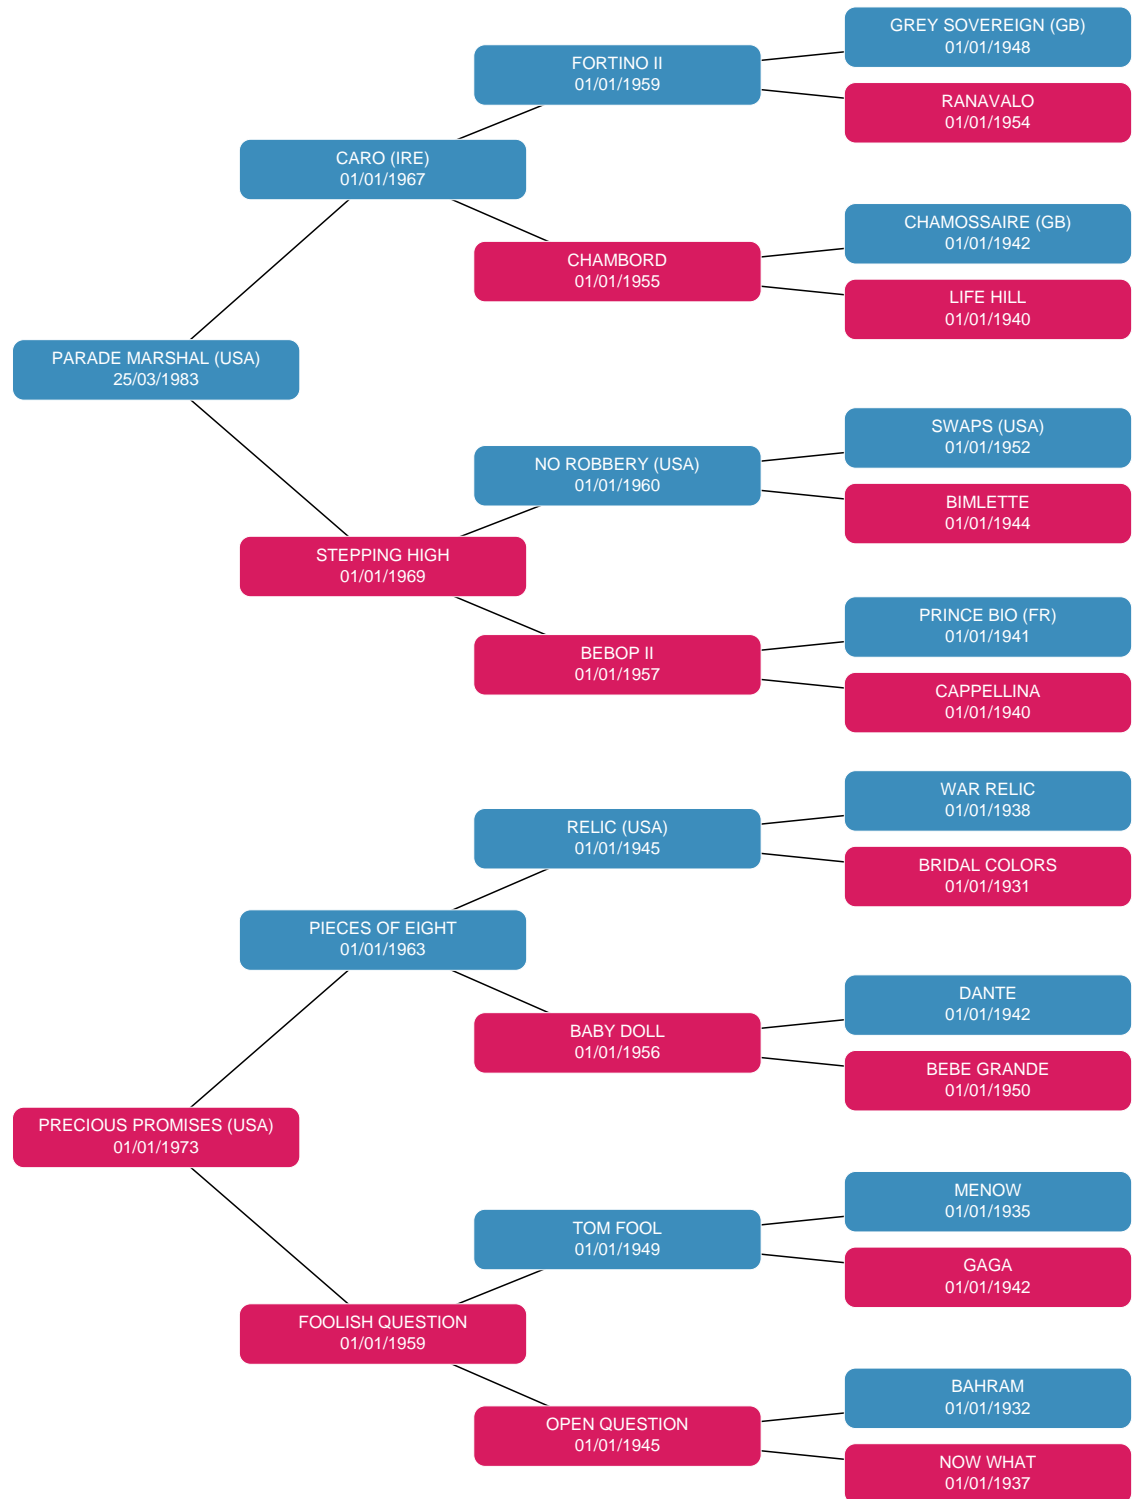 GREY SOVEREIGN (GB)
01/01/1948
FORTINO II
01/01/1959
RANAVALO
01/01/1954
CARO (IRE)
01/01/1967
CHAMOSSAIRE (GB)
01/01/1942
CHAMBORD
01/01/1955
LIFE HILL
01/01/1940
PARADE MARSHAL (USA)
25/03/1983
SWAPS (USA)
01/01/1952
NO ROBBERY (USA)
01/01/1960
BIMLETTE
01/01/1944
STEPPING HIGH
01/01/1969
PRINCE BIO (FR)
01/01/1941
BEBOP II
01/01/1957
CAPPELLINA
01/01/1940
WAR RELIC
01/01/1938
RELIC (USA)
01/01/1945
BRIDAL COLORS
01/01/1931
PIECES OF EIGHT
01/01/1963
DANTE
01/01/1942
BABY DOLL
01/01/1956
BEBE GRANDE
01/01/1950
PRECIOUS PROMISES (USA)
01/01/1973
MENOW
01/01/1935
TOM FOOL
01/01/1949
GAGA
01/01/1942
FOOLISH QUESTION
01/01/1959
BAHRAM
01/01/1932
OPEN QUESTION
01/01/1945
NOW WHAT
01/01/1937